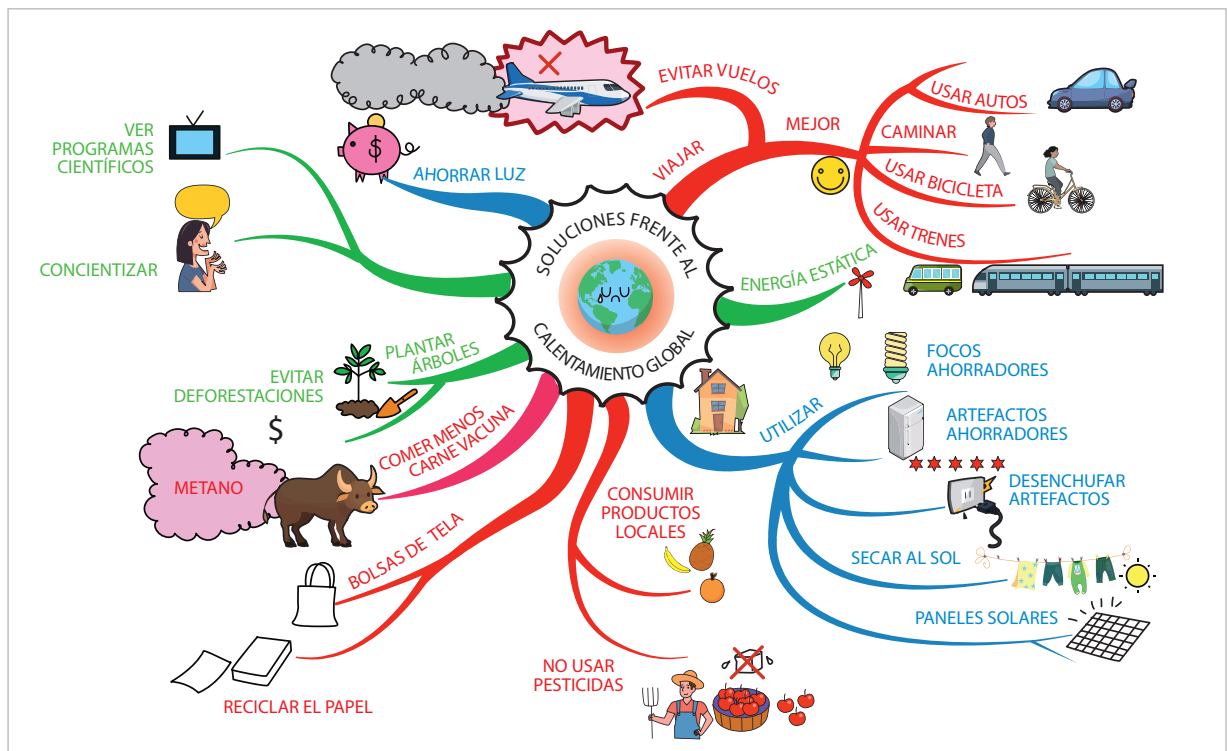 SOLUCIONES FRENTE AL
CALENTAMIENTO GLOBAL
VIAJAR
EVITAR VUELOS
MEJOR
USAR AUTOS
CAMINAR
USAR BICICLETA
USAR TRENES
ENERGÍA ESTÁTICA
UTILIZAR
FOCOS
AHORRADORES
ARTEFACTOS
AHORRADORES
DESENCHUFAR
ARTEFACTOS
SECAR AL SOL
PANELES SOLARES
CONSUMIR
PRODUCTOS
LOCALES
NO USAR
PESTICIDAS
BOLSAS DE TELA
RECICLAR EL PAPEL
COMER MENOS
CARNE VACUNA
METANO
PLANTAR
ÁRBOLES
EVITAR
DEFORESTACIONES
$
CONCIENTIZAR
VER
PROGRAMAS
CIENTÍFICOS
AHORRAR LUZ
$